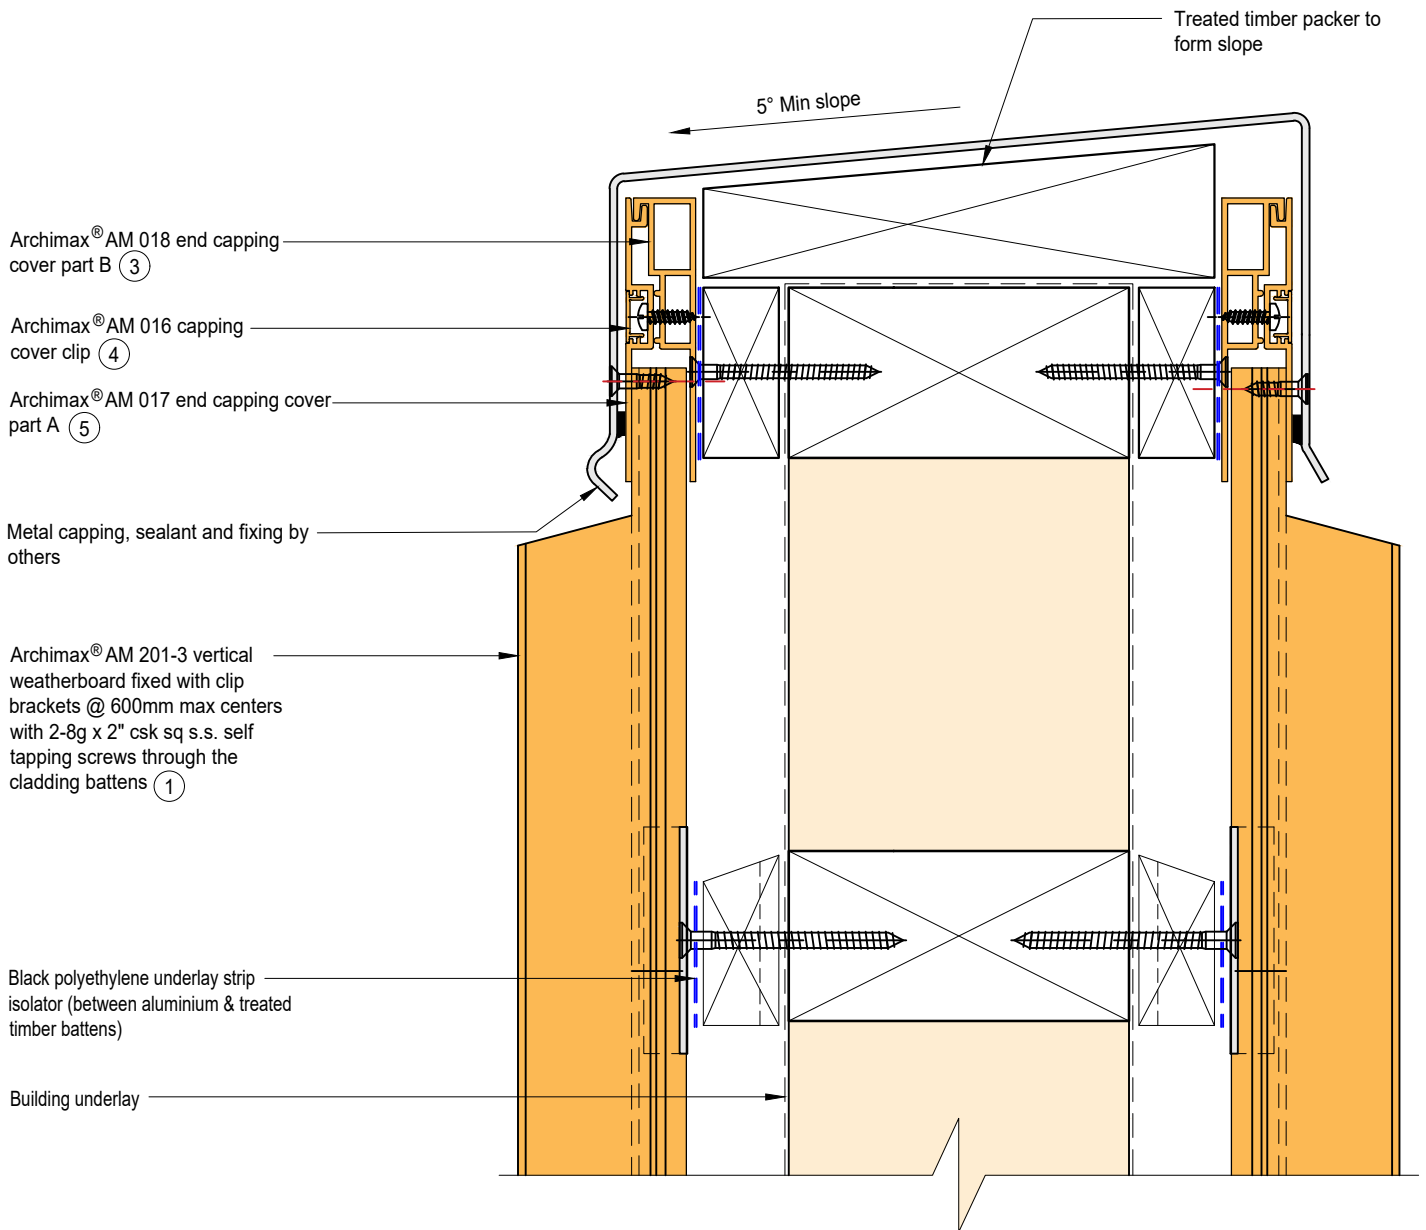 Treated timber packer to
form slope
5° Min slope
Archimax® AM 018 end capping
cover part B 3
Archimax® AM 016 capping
cover clip 4
Archimax® AM 017 end capping cover
part A 5
Metal capping, sealant and fixing by
others
Archimax® AM 201-3 vertical
weatherboard fixed with clip
brackets @ 600mm max centers
with 2-8g x 2" csk sq s.s. self
tapping screws through the
cladding battens 1
Black polyethylene underlay strip
isolator (between aluminium & treated
timber battens)
Building underlay